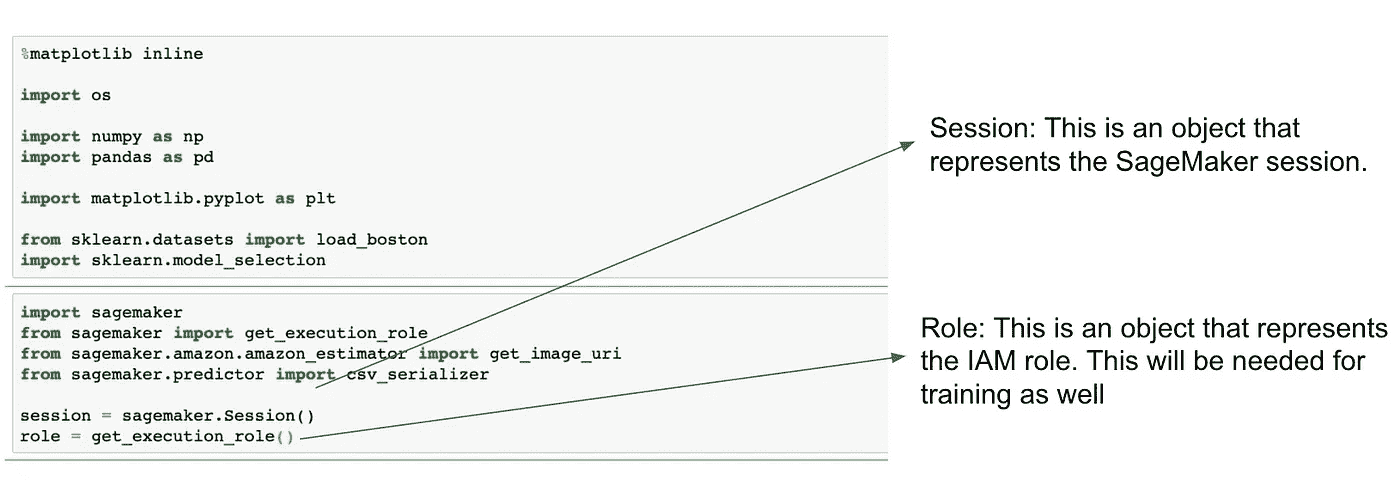 %matplotlib inline
import os
import numpy as np
import pandas as pd
import matplotlib.pyplot as plt
from sklearn.datasets import load_boston
import sklearn.model_selection
import sagemaker
from sagemaker import get_execution_role
from sagemaker.amazon.amazon_estimator import get_image_uri
from sagemaker.predictor import csv_serializer
session = sagemaker.Session()
role = get_execution_role()
Session: This is an object that
represents the SageMaker session.
Role: This is an object that represents
the IAM role. This will be needed for
training as well